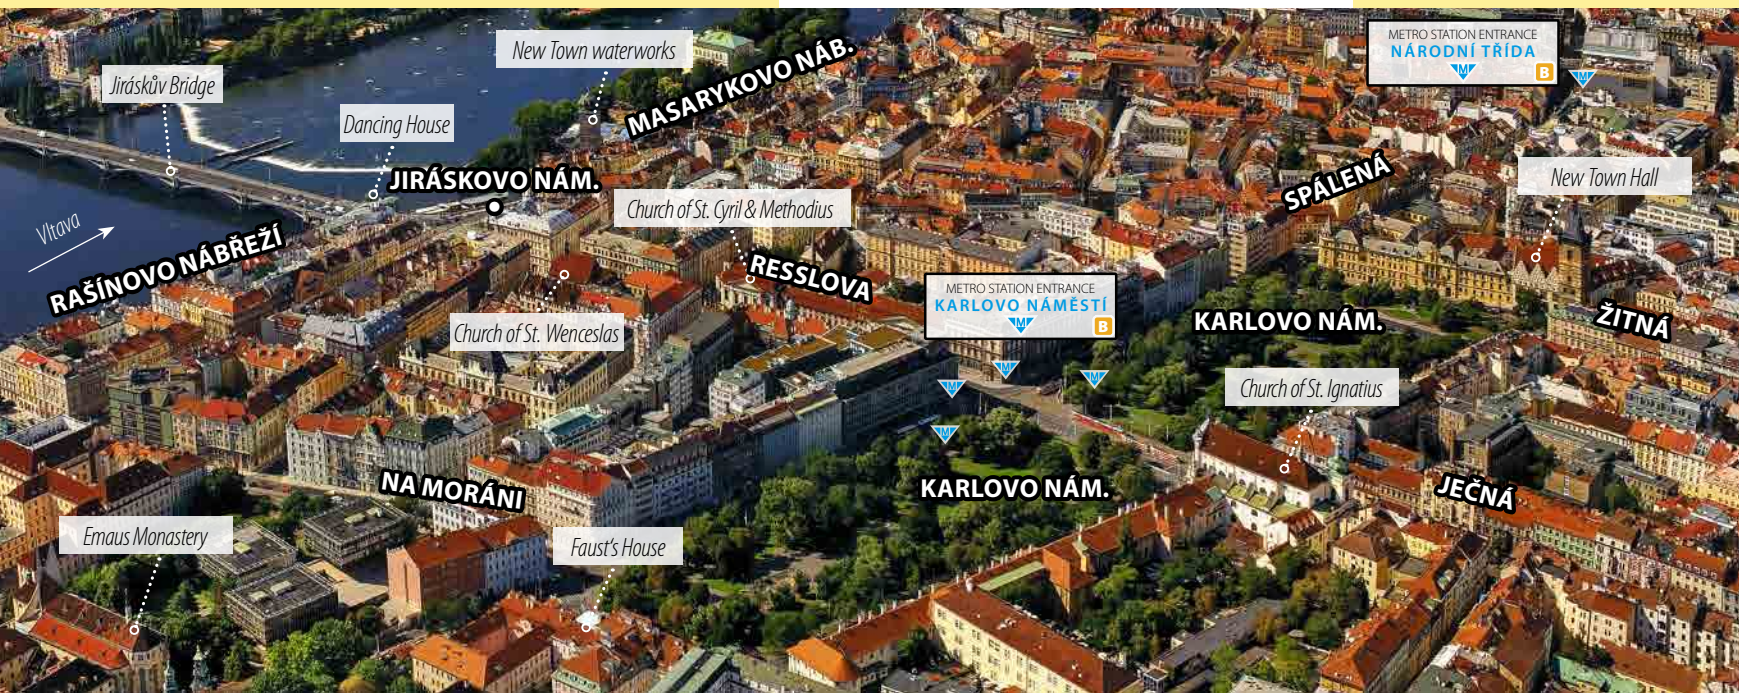 METRO STATION ENTRANCE
NÁRODNÍ TŘÍDA
M
B
M
New Town waterworks
MASARYKOVO NÁB.
Jiráskův Bridge
Dancing House
JIRÁSKOVO NÁM.
SPÁLENÁ
New Town Hall
Church of St. Cyril & Methodius
Vltava
RAŠÍNOVO NÁBŘEŽÍ
RESSLOVA
METRO STATION ENTRANCE
KARLOVO NÁMĚSTÍ
M
B
KARLOVO NÁM.
ŽITNÁ
Church of St. Wenceslas
M
M
M
M
Church of St. Ignatius
NA MORÁNI
KARLOVO NÁM.
JEČNÁ
Emaus Monastery
Faust's House